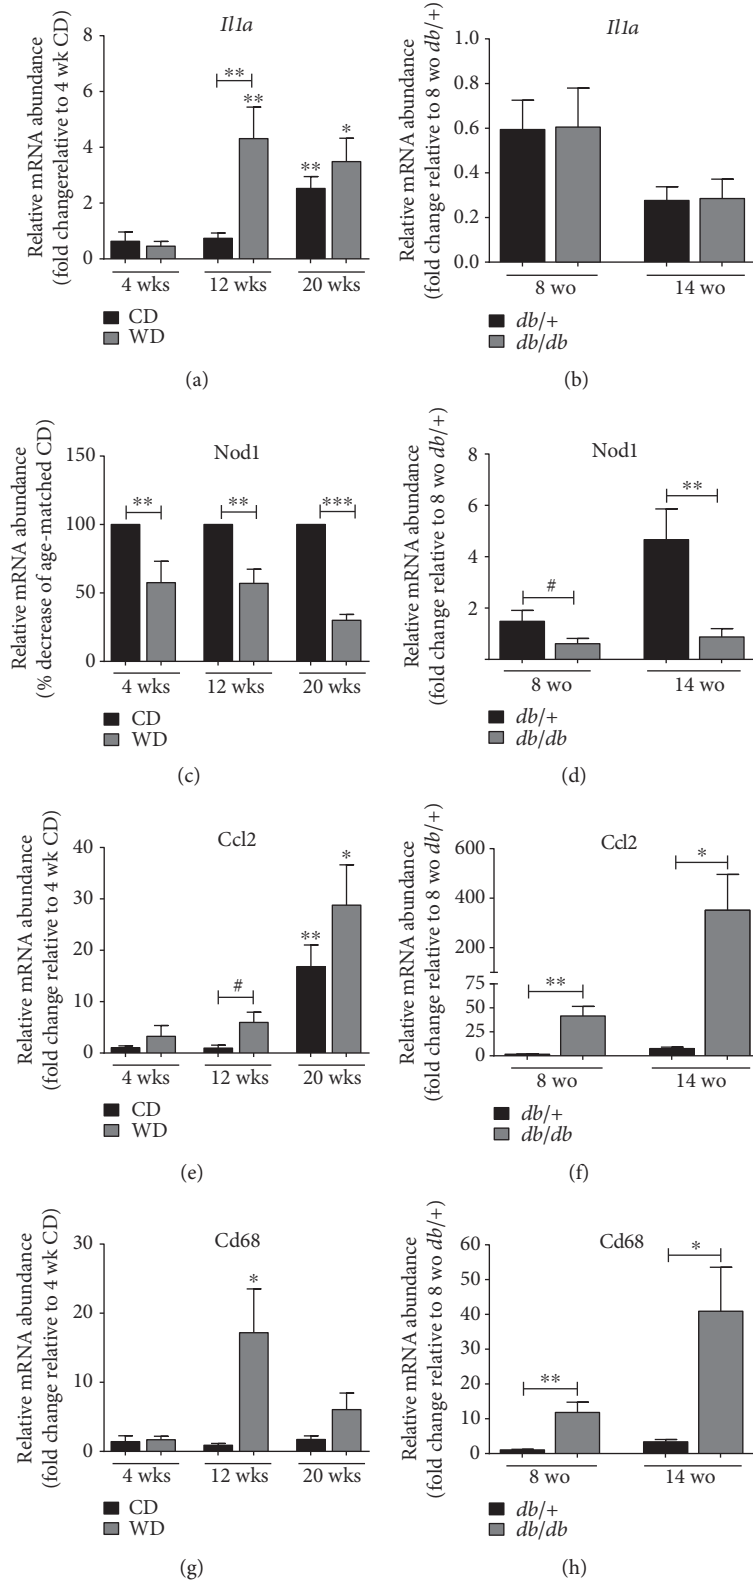 Il1a
Relative mRNA abundance
(fold changerelative to 4 wk CD)
8
6
4
2
0
**
**
**
*
4 wks 12 wks 20 wks
CD
WD
(a)
Il1a
Relative mRNA abundance
(fold change relative to 8 wo db/+)
1.0
0.8
0.6
0.4
0.2
0.0
8 wo 14 wo
db/+
db/db
(b)
Nod1
Relative mRNA abundance
(% decrease of age-matched CD)
150
100
50
0
** ** ***
4 wks 12 wks 20 wks
CD
WD
(c)
Nod1
Relative mRNA abundance
(fold change relative to 8 wo db/+)
8
6
4
2
#
**
8 wo 14 wo
db/+
db/db
(d)
Ccl2
Relative mRNA abundance
(fold change relative to 4 wk CD)
40
30
20
10
0
#
**
*
4 wks 12 wks 20 wks
CD
WD
(e)
Ccl2
Relative mRNA abundance
(fold change relative to 8 wo db/+)
600
400
200
75
50
25
0
**
*
8 wo 14 wo
db/+
db/db
(f)
Cd68
Relative mRNA abundance
(fold change relative to 4 wk CD)
30
20
10
0
*
4 wks 12 wks 20 wks
CD
WD
(g)
Cd68
Relative mRNA abundance
(fold change relative to 8 wo db/+)
60
50
40
30
20
10
0
**
*
8 wo 14 wo
db/+
db/db
(h)